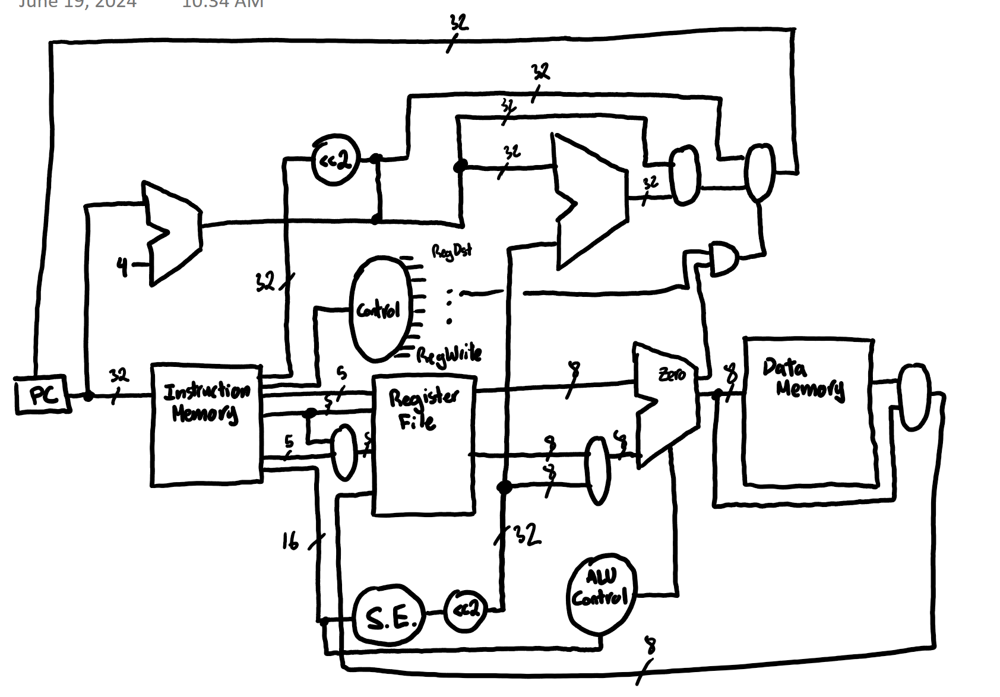 June 19, 2024 10:34 AM
32
32
32
32
<<2
32
4
32
RegDst
Control
RegWrite
PC
32
Instruction
Memory
5
5
5
5
Register
File
8
Zero
8
Data
Memory
8
8
8
16
32
S.E.
<<2
ALU
Control
8